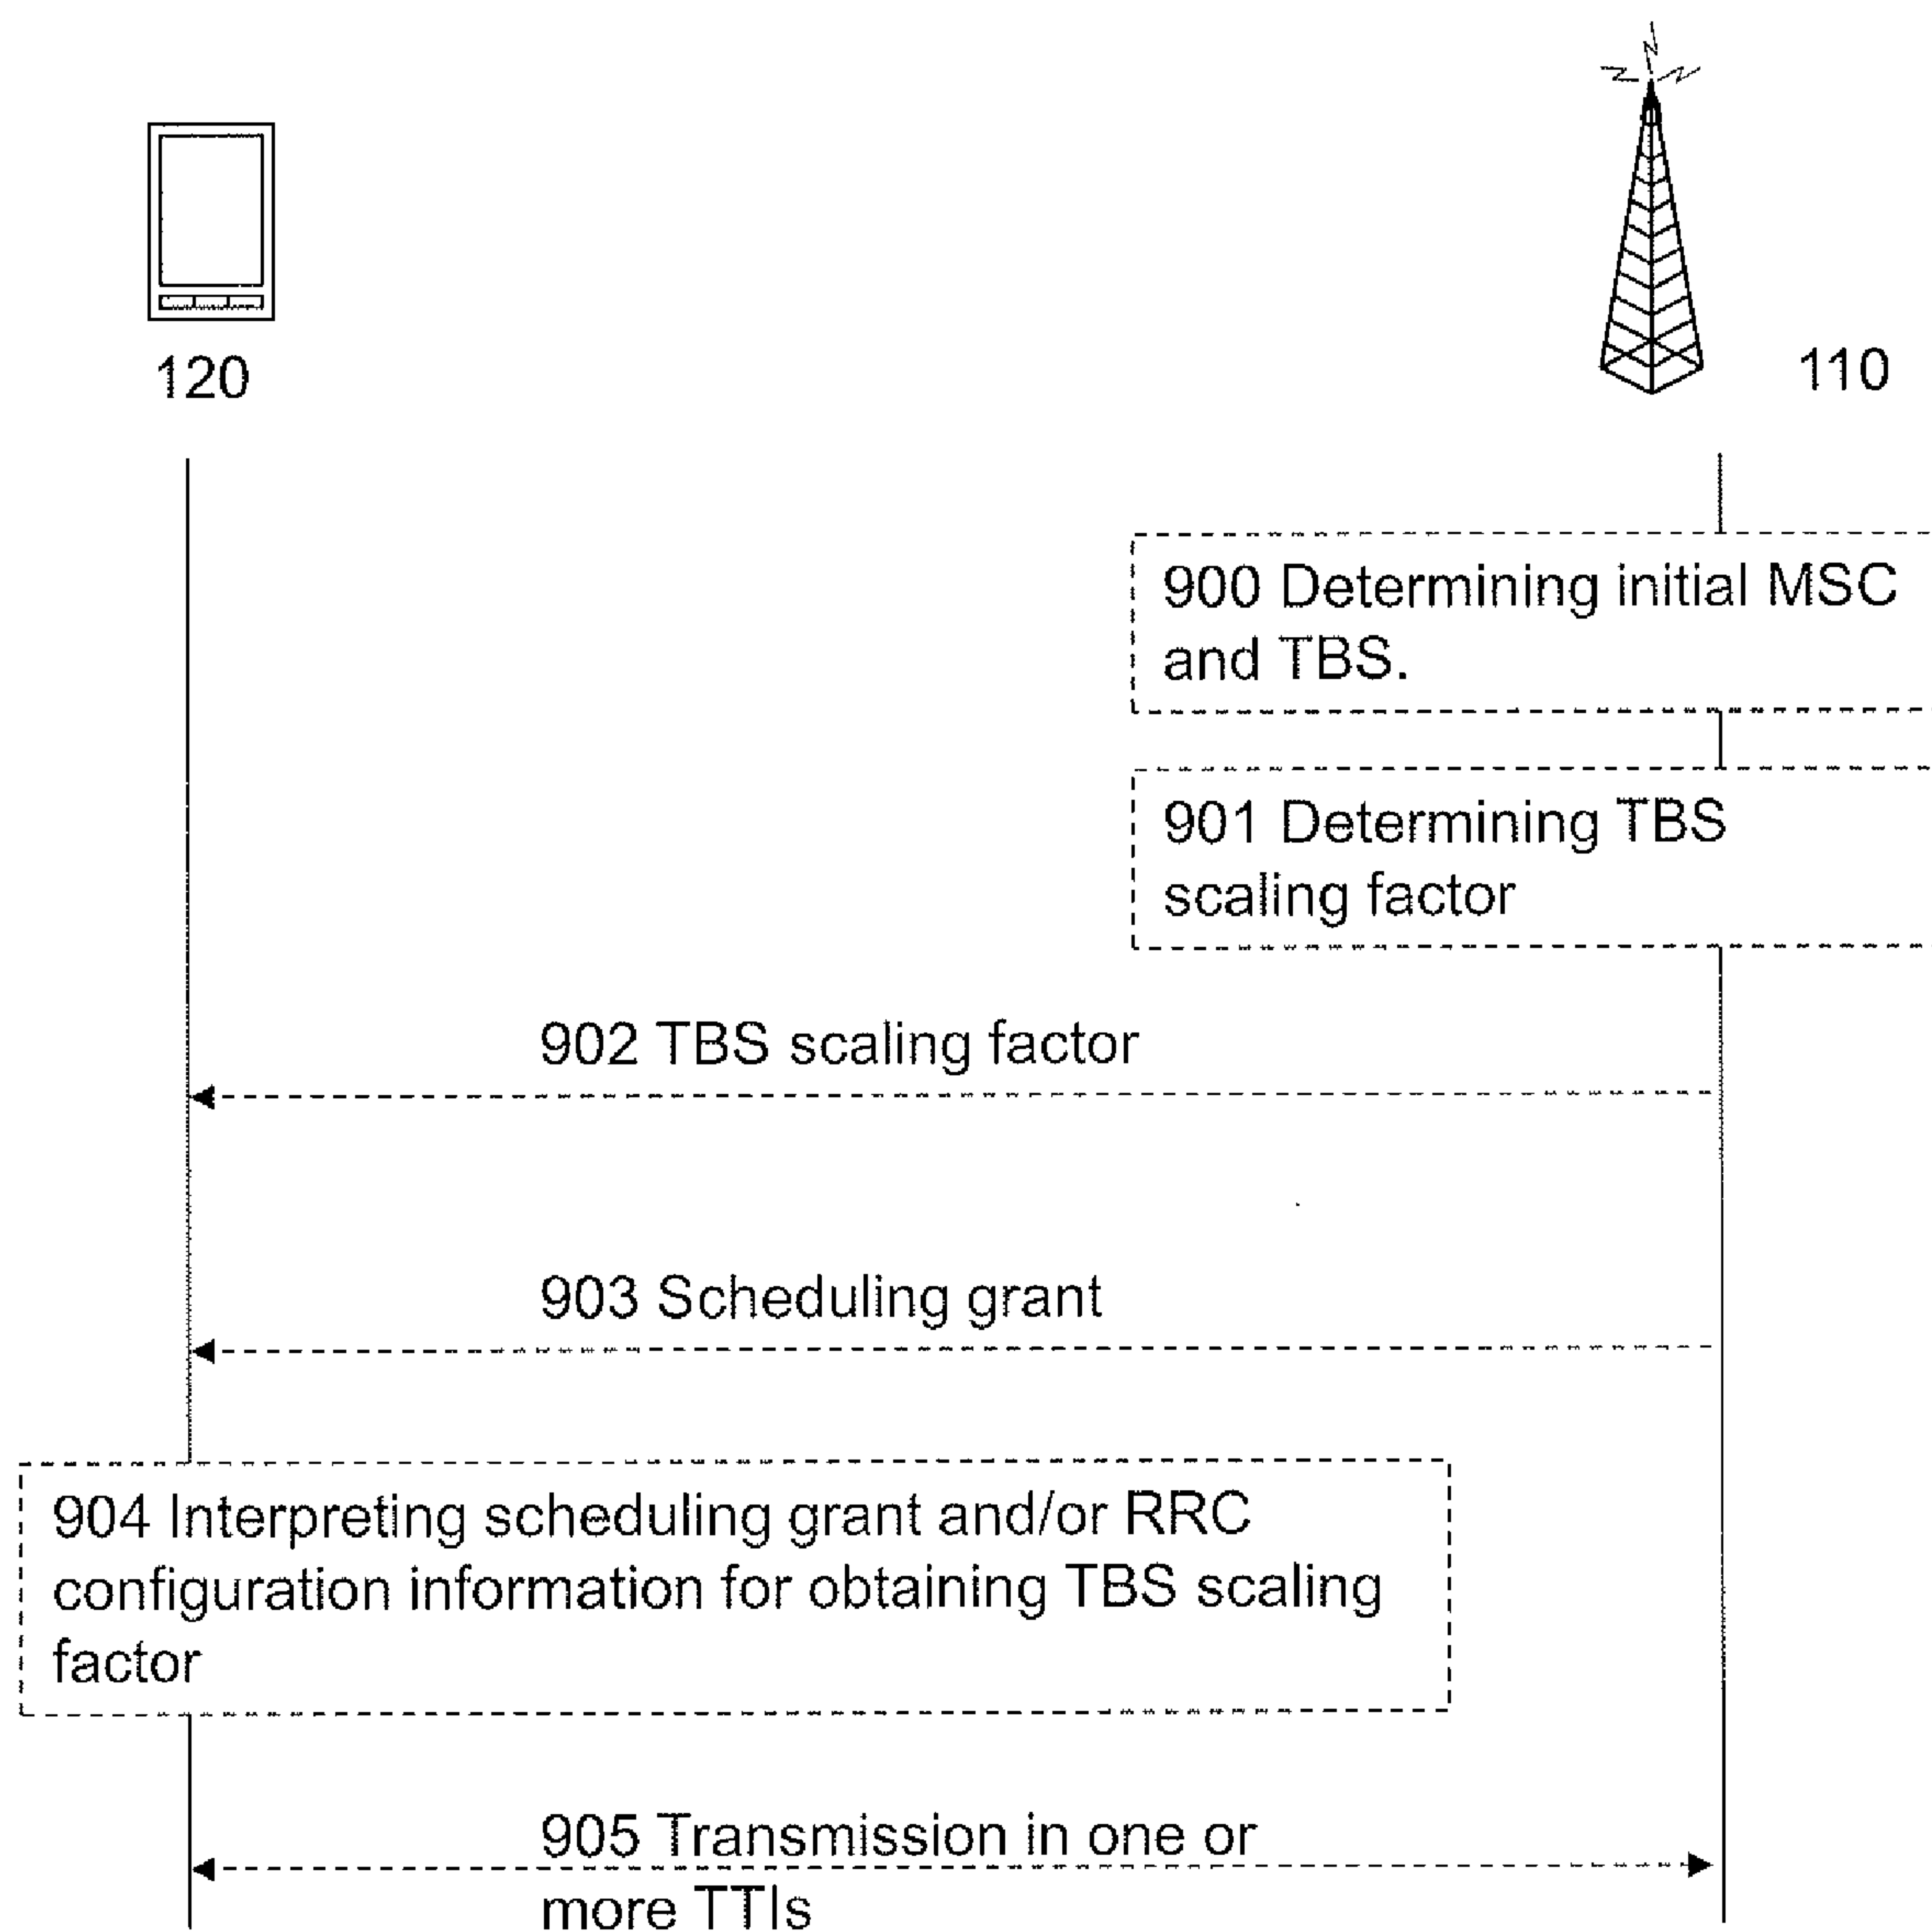 120
110
900 Determining initial MSC
and TBS.
901 Determining TBS
scaling factor
902 TBS scaling factor
903 Scheduling grant
904 Interpreting scheduling grant and/or RRC
configuration information for obtaining TBS scaling
factor
905 Transmission in one or
more TTIs